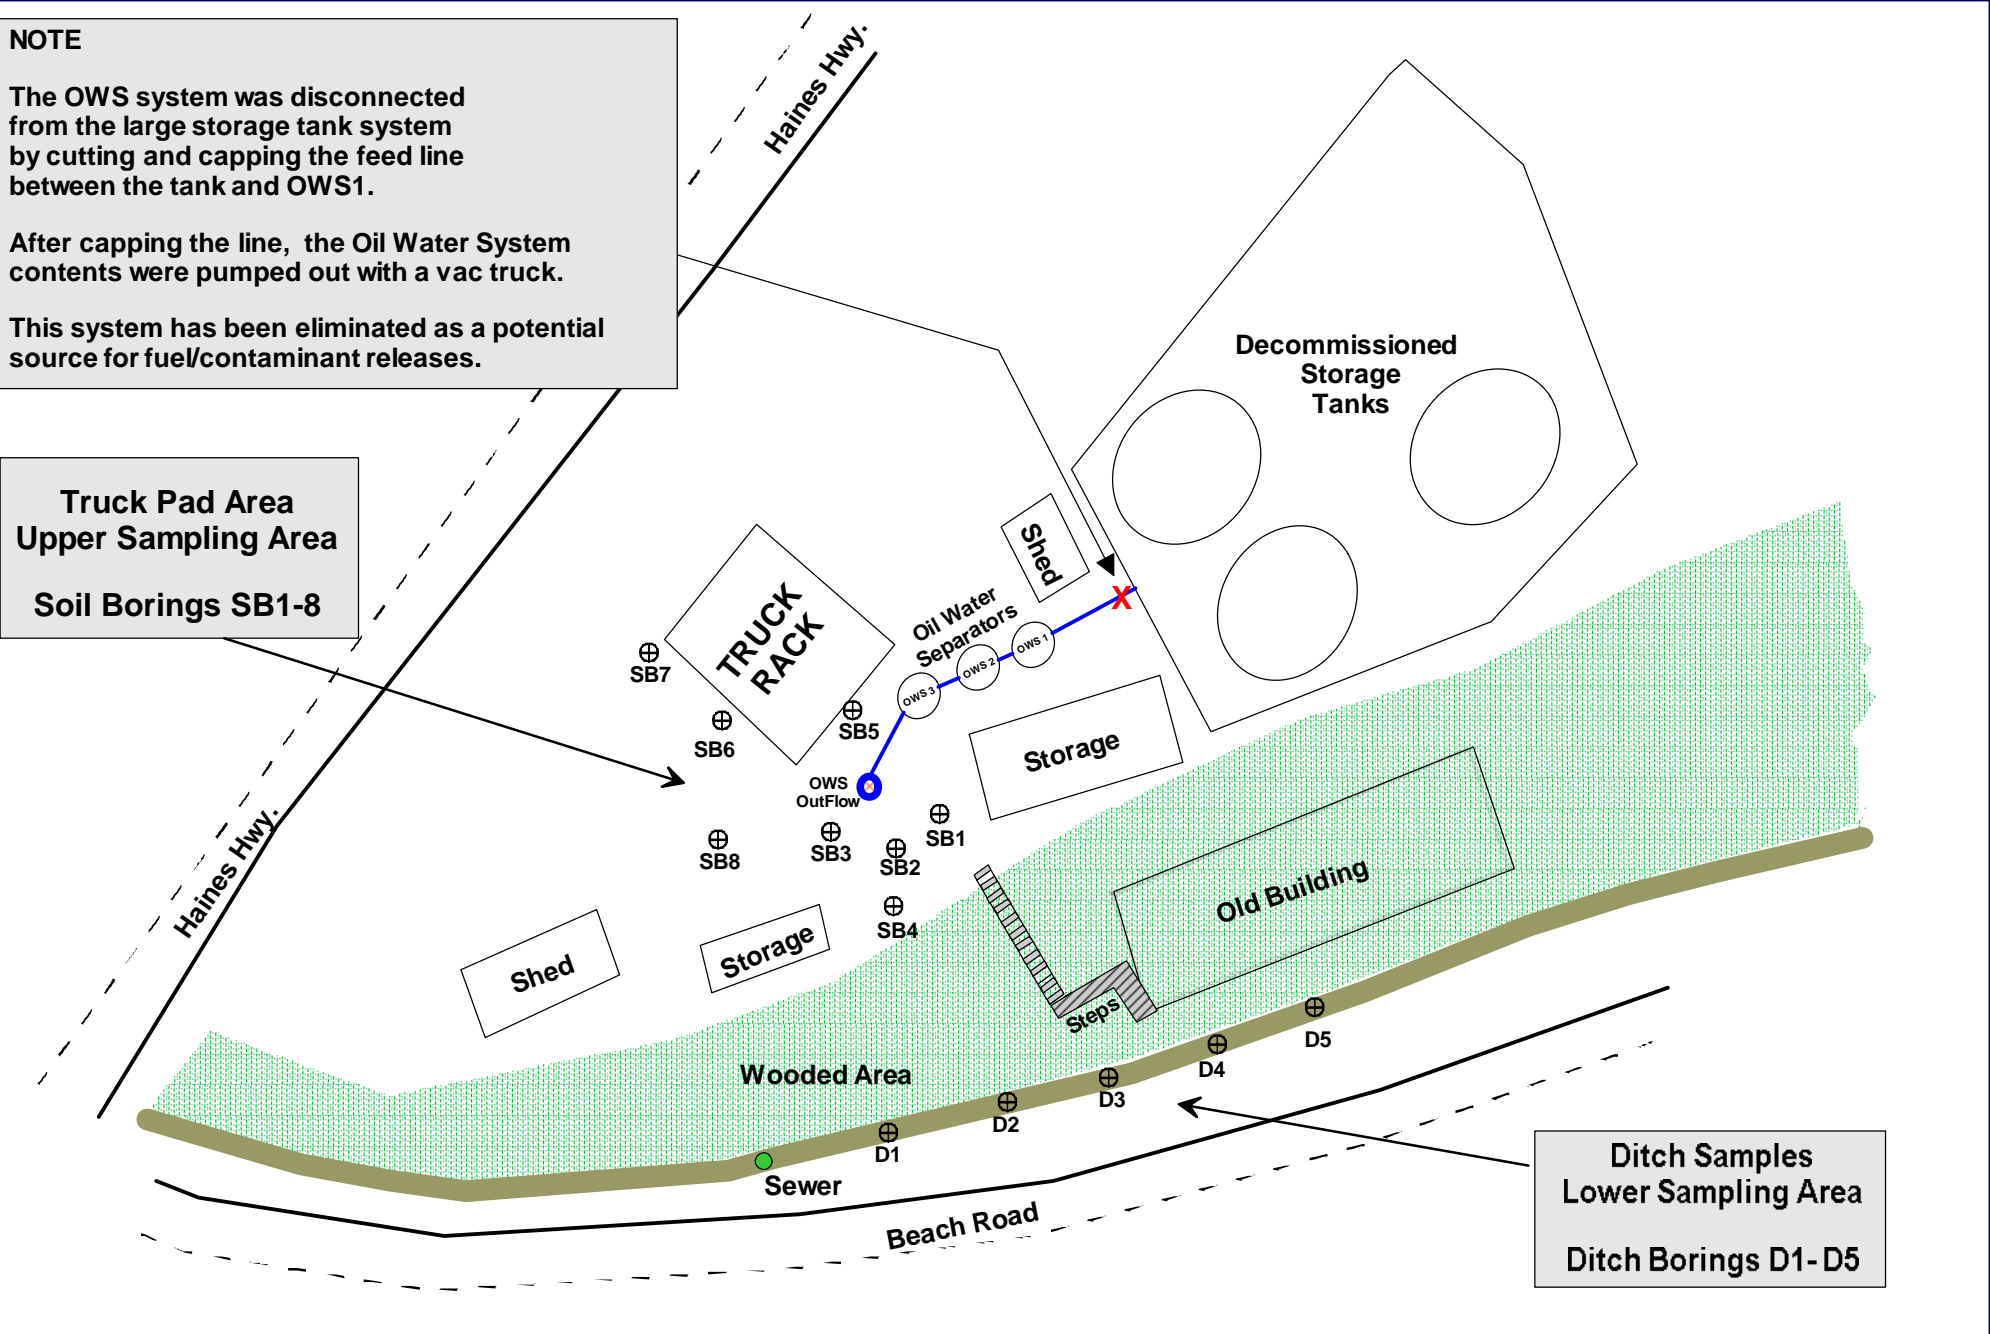 NOTE
The OWS system was disconnected
from the large storage tank system
by cutting and capping the feed line
between the tank and OWS1.
After capping the line, the Oil Water System
contents were pumped out with a vac truck.
This system has been eliminated as a potential
source for fuel/contaminant releases.
Haines Hwy.
Decommissioned
Storage
Tanks
Truck Pad Area
Upper Sampling Area
Soil Borings SB1-8
Shed
TRUCK
RACK
Oil Water
Separators
OWS 1
OWS 2
OWS 3
SB7
SB6
SB5
Storage
OWS
OutFlow
X
SB1
SB2
SB3
SB8
SB4
Haines Hwy.
Old Building
Storage
Shed
Steps
Wooded Area
D5
D4
D3
D2
D1
Sewer
Beach Road
Ditch Samples
Lower Sampling Area
Ditch Borings D1-D5